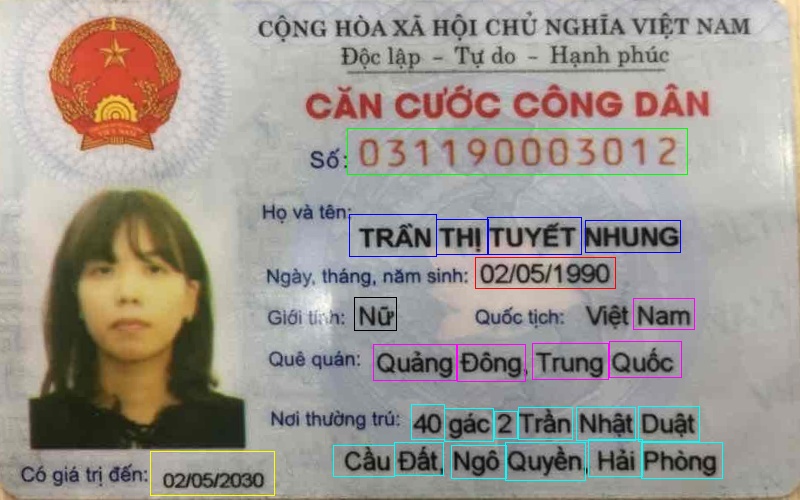 CỘNG HÒA XÃ HỘI CHỦ NGHĨA VIỆT NAM
Độc lập - Tự do - Hạnh phúc
CĂN CƯỚC CÔNG DÂN
Số: 031190003012
Họ và tên:
TRẦN THỊ TUYẾT NHUNG
Ngày, tháng, năm sinh: 02/05/1990
Giới tính: Nữ Quốc tịch: Việt Nam
Quê quán: Quảng Đông, Trung Quốc
Nơi thường trú: 40 gác 2 Trần Nhật Duật
Cầu Đất, Ngô Quyền, Hải Phòng
Có giá trị đến: 02/05/2030